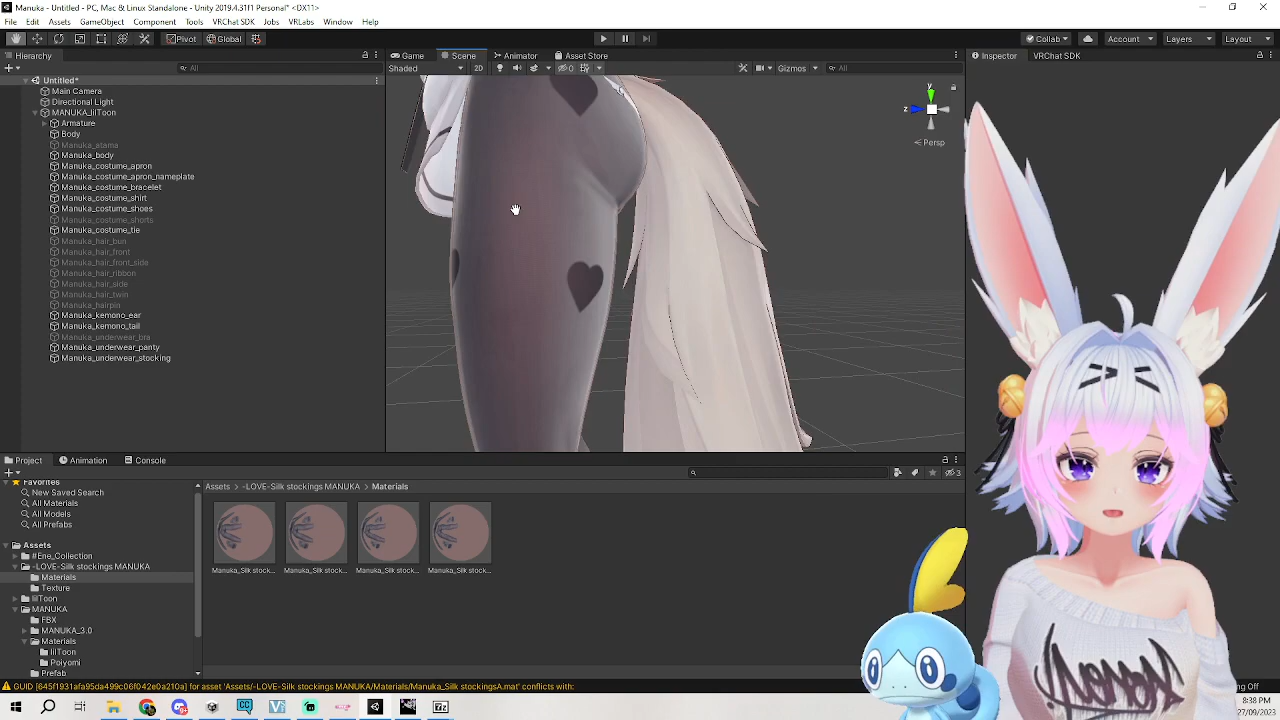 Manuka - Untitled - PC, Mac & Linux Standalone - Unity 2019.4.31f1 Personal* <DX11>
File Edit Assets GameObject Component Tools VRChat SDK Jobs VRLabs Window Help
Pivot Global Collab Account Layers Layout
Hierarchy Game Scene Animator Asset Store Inspector VRChat SDK
All Shaded 2D 0 Gizmos All
Untitled*
Main Camera
Directional Light
MANUKA_lilToon
Armature
Body
Manuka_atama
Manuka_body
Manuka_costume_apron
Manuka_costume_apron_nameplate
Manuka_costume_bracelet
Manuka_costume_shirt
Manuka_costume_shoes
Manuka_costume_shorts
Manuka_costume_tie
Manuka_hair_bun
Manuka_hair_front
Manuka_hair_front_side
Manuka_hair_ribbon
Manuka_hair_side
Manuka_hair_twin
Manuka_hairpin
Manuka_kemono_ear
Manuka_kemono_tail
Manuka_underwear_bra
Manuka_underwear_panty
Manuka_underwear_stocking
y
z
Persp
Project Animation Console
3
Favorites
New Saved Search
All Materials
All Models
All Prefabs
Assets
#Ene_Collection
-LOVE-Silk stockings MANUKA
Materials
Texture
lilToon
MANUKA
FBX
MANUKA_3.0
Materials
lilToon
Poiyomi
Prefab
Assets > -LOVE-Silk stockings MANUKA > Materials
Manuka_Silk stock... Manuka_Silk stock... Manuka_Silk stock... Manuka_Silk stock...
GUID [645f1931afa95da499c06f042e0a210a] for asset 'Assets/-LOVE-Silk stockings MANUKA/Materials/Manuka_Silk stockingsA.mat' conflicts with:
8:38 PM
27/09/2023